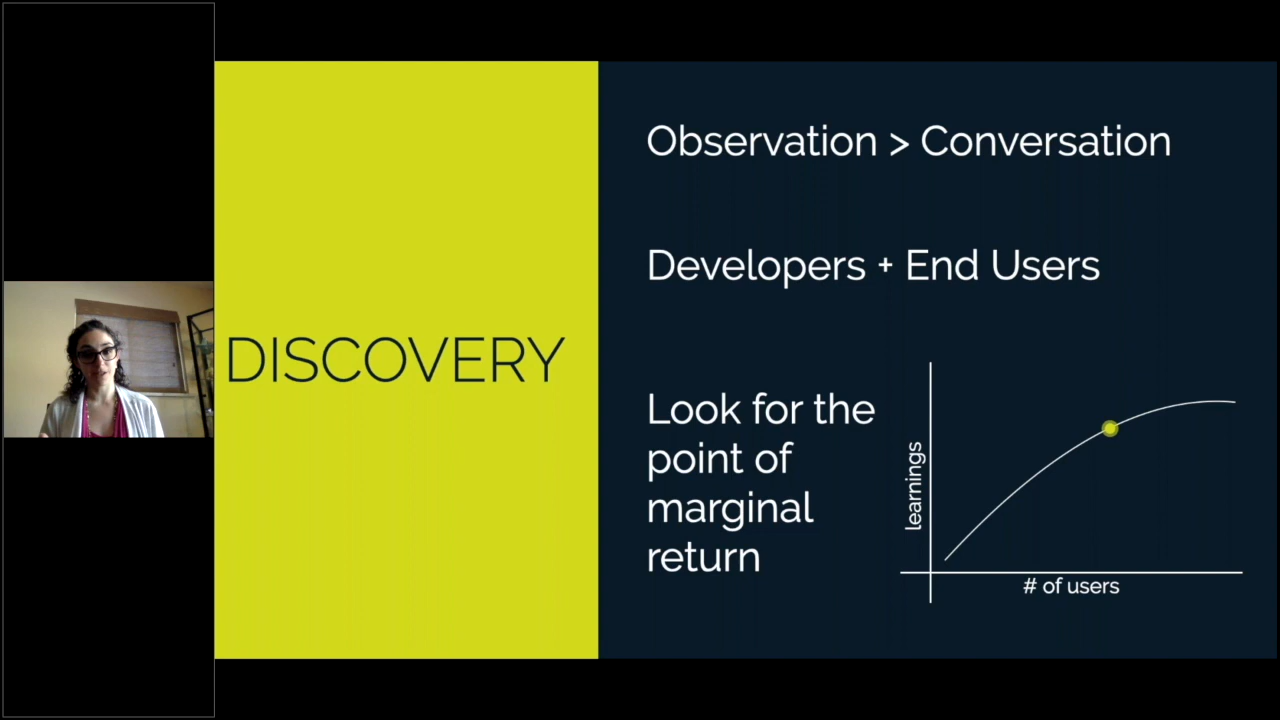 DISCOVERY
Observation > Conversation
Developers + End Users
Look for the
point of
marginal
return
learnings
# of users